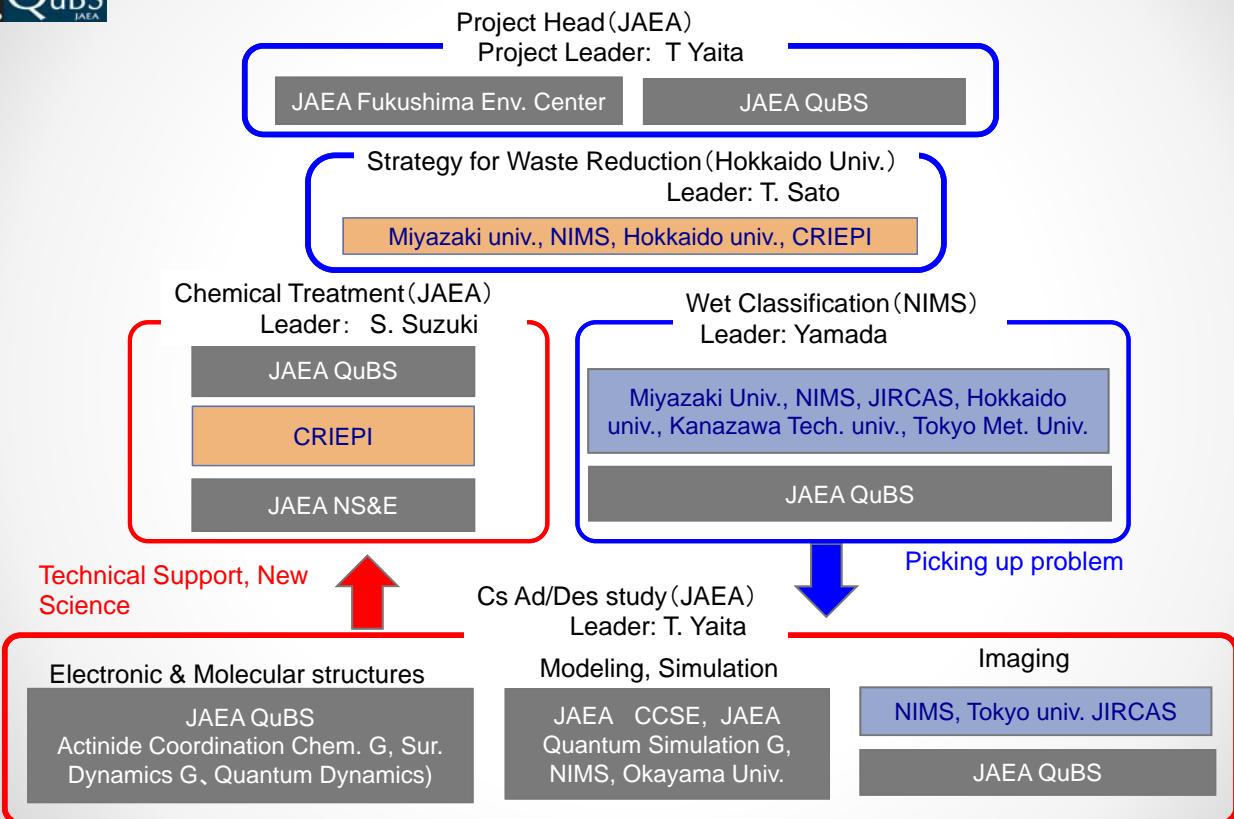 QuBS
JAEA
Project Head（JAEA）
Project Leader: T Yaita
JAEA Fukushima Env. Center
JAEA QuBS
Strategy for Waste Reduction（Hokkaido Univ.）
Leader: T. Sato
Miyazaki univ., NIMS, Hokkaido univ., CRIEPI
Chemical Treatment（JAEA）
Leader: S. Suzuki
JAEA QuBS
CRIEPI
JAEA NS&E
Wet Classification（NIMS）
Leader: Yamada
Miyazaki Univ., NIMS, JIRCAS, Hokkaido
univ., Kanazawa Tech. univ., Tokyo Met. Univ.
JAEA QuBS
Technical Support, New
Science
Picking up problem
Cs Ad/Des study（JAEA）
Leader: T. Yaita
Electronic & Molecular structures
JAEA QuBS
Actinide Coordination Chem. G, Sur.
Dynamics G、Quantum Dynamics)
Modeling, Simulation
JAEA CCSE, JAEA
Quantum Simulation G,
NIMS, Okayama Univ.
Imaging
NIMS, Tokyo univ. JIRCAS
JAEA QuBS